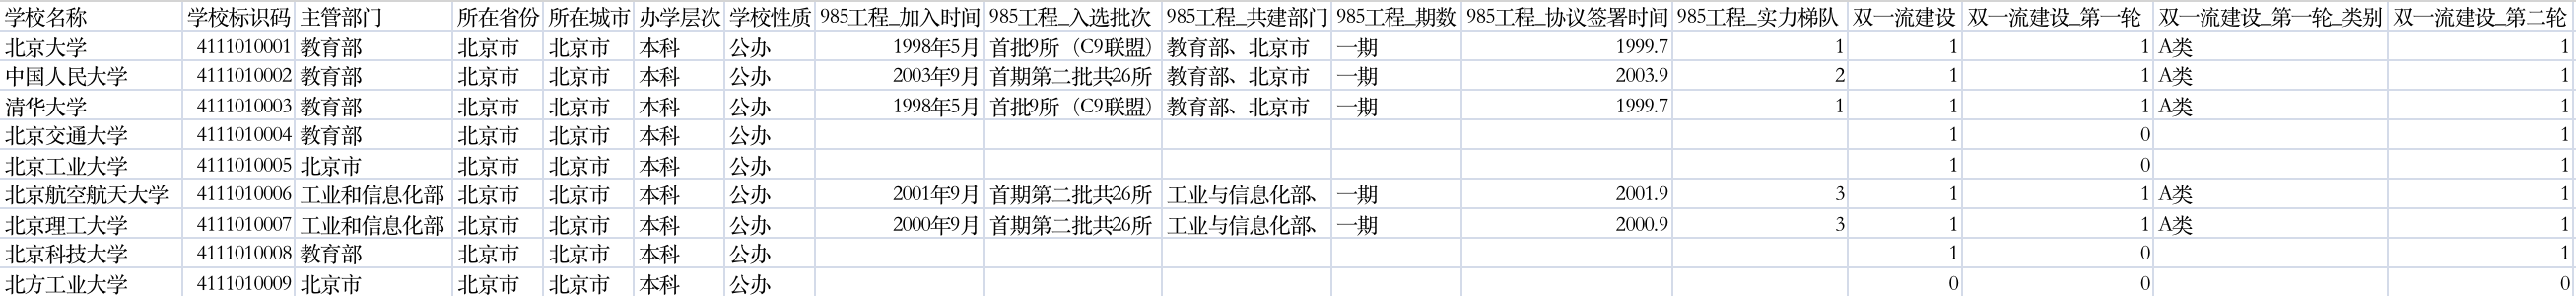 学校名称 学校标识码 主管部门 所在省份 所在城市 办学层次 学校性质 985工程_加入时间 985工程_入选批次 985工程_共建部门 985工程_期数 985工程_协议签署时间 985工程_实力梯队 双一流建设 双一流建设_第一轮 双一流建设_第一轮_类别 双一流建设_第二轮
北京大学 4111010001 教育部 北京市 北京市 本科 公办 1998年5月 首批9所（C9联盟） 教育部、北京市 一期 1999.7 1 1 1 A类 1
中国人民大学 4111010002 教育部 北京市 北京市 本科 公办 2003年9月 首期第二批共26所 教育部、北京市 一期 2003.9 2 1 1 A类 1
清华大学 4111010003 教育部 北京市 北京市 本科 公办 1998年5月 首批9所（C9联盟） 教育部、北京市 一期 1999.7 1 1 1 A类 1
北京交通大学 4111010004 教育部 北京市 北京市 本科 公办 1 0 1
北京工业大学 4111010005 北京市 北京市 北京市 本科 公办 1 0 1
北京航空航天大学 4111010006 工业和信息化部 北京市 北京市 本科 公办 2001年9月 首期第二批共26所 工业与信息化部、 一期 2001.9 3 1 1 A类 1
北京理工大学 4111010007 工业和信息化部 北京市 北京市 本科 公办 2000年9月 首期第二批共26所 工业与信息化部、 一期 2000.9 3 1 1 A类 1
北京科技大学 4111010008 教育部 北京市 北京市 本科 公办 1 0 1
北方工业大学 4111010009 北京市 北京市 北京市 本科 公办 0 0 0